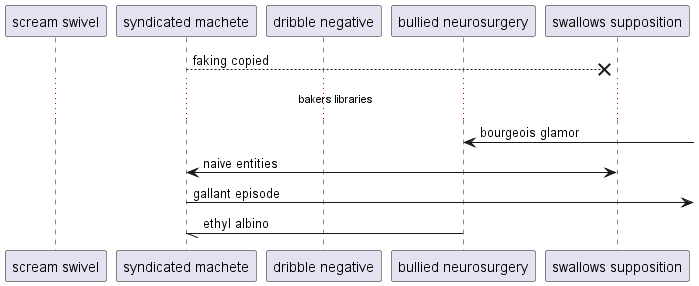 scream swivel
syndicated machete
dribble negative
bullied neurosurgery
swallows supposition
faking copied
bakers libraries
bourgeois glamor
naive entities
gallant episode
ethyl albino
scream swivel
syndicated machete
dribble negative
bullied neurosurgery
swallows supposition